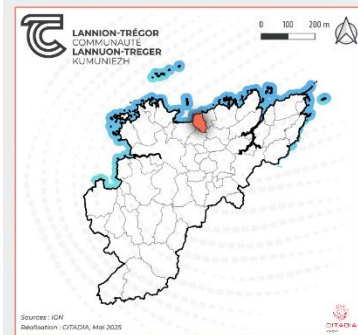 LANNION-TRÉGOR
COMMUNAUTÉ
LANNUON-TREGER
KUMUNIEZH
0 100 200 m
Sources : IGN
Réalisation : CITADIA, Mai 2025
CITADIA